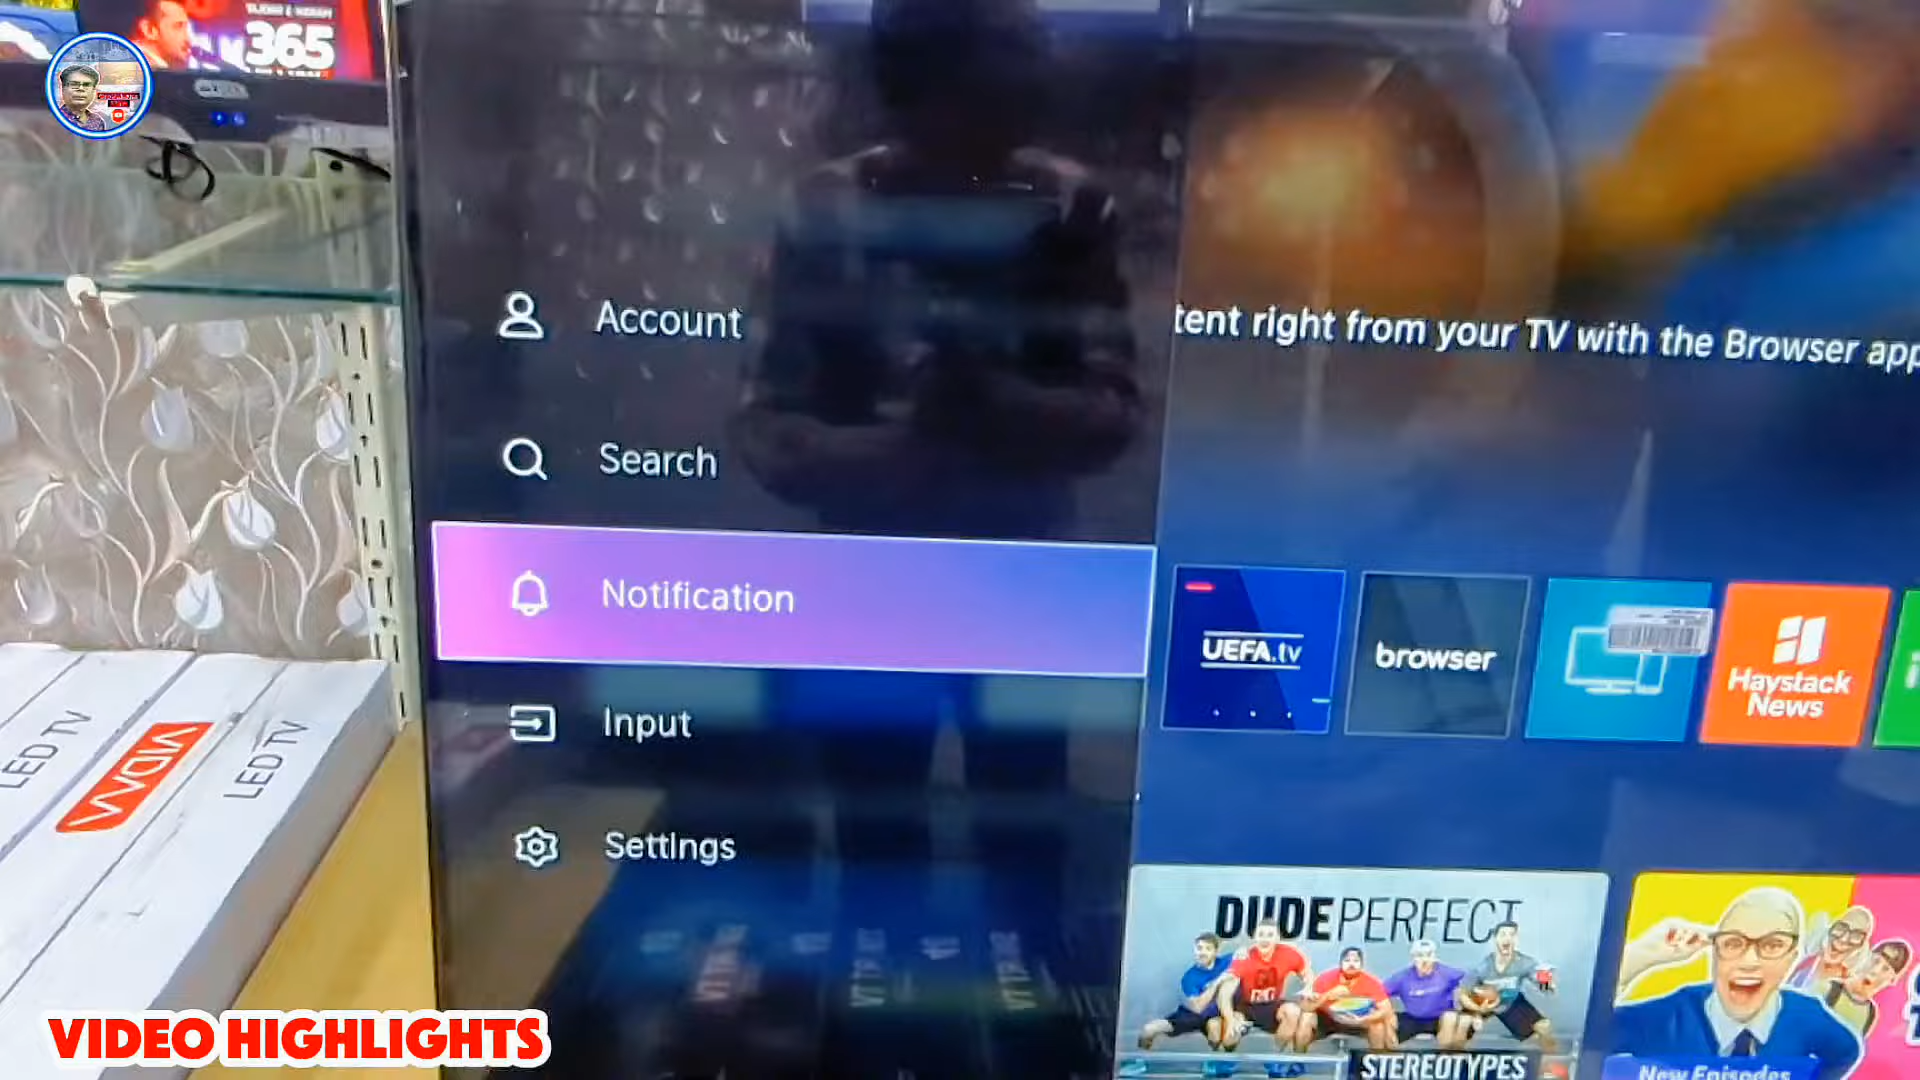 365
Account
Search
Notification
Input
Settings
tent right from your TV with the Browser app
UEFA.tv
browser
Haystack
News
DUDE PERFECT
STEREOTYPES
New Episodes
LED TV
VIDAA
LED TV
VIDEO HIGHLIGHTS